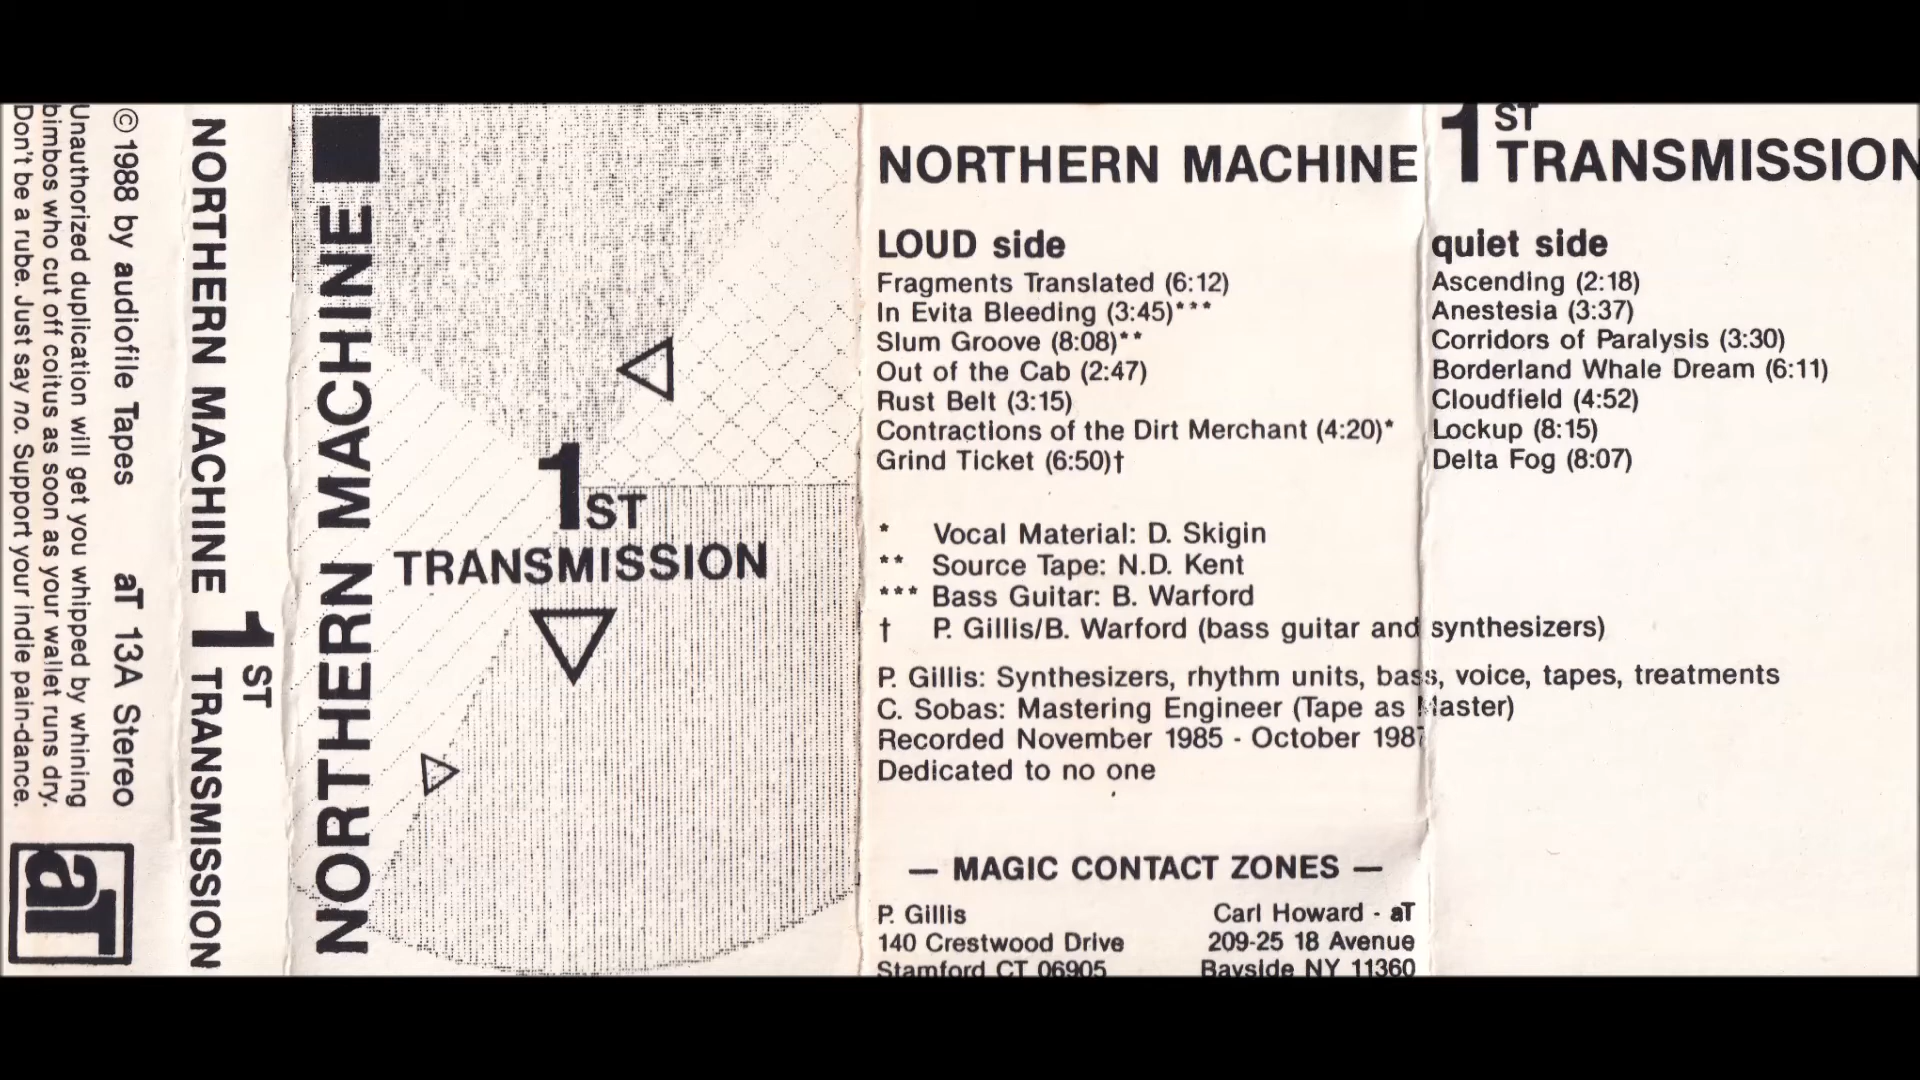 © 1988 by audiofile Tapes aT 13A Stereo
Unauthorized duplication will get you whipped by whining
bimbos who cut off coitus as soon as your wallet runs dry.
Don't be a rube. Just say no. Support your indie pain-dance.
aT
NORTHERN MACHINE 1ST TRANSMISSION
NORTHERN MACHINE
1ST
TRANSMISSION
NORTHERN MACHINE
LOUD side
Fragments Translated (6:12)
In Evita Bleeding (3:45)***
Slum Groove (8:08)**
Out of the Cab (2:47)
Rust Belt (3:15)
Contractions of the Dirt Merchant (4:20)*
Grind Ticket (6:50)†
1ST
TRANSMISSION
quiet side
Ascending (2:18)
Anestesia (3:37)
Corridors of Paralysis (3:30)
Borderland Whale Dream (6:11)
Cloudfield (4:52)
Lockup (8:15)
Delta Fog (8:07)
* Vocal Material: D. Skigin
** Source Tape: N.D. Kent
*** Bass Guitar: B. Warford
† P. Gillis/B. Warford (bass guitar and synthesizers)
P. Gillis: Synthesizers, rhythm units, bass, voice, tapes, treatments
C. Sobas: Mastering Engineer (Tape as Master)
Recorded November 1985 - October 1987
Dedicated to no one
— MAGIC CONTACT ZONES —
P. Gillis
140 Crestwood Drive
Stamford CT 06905
Carl Howard - aT
209-25 18 Avenue
Bayside NY 11360